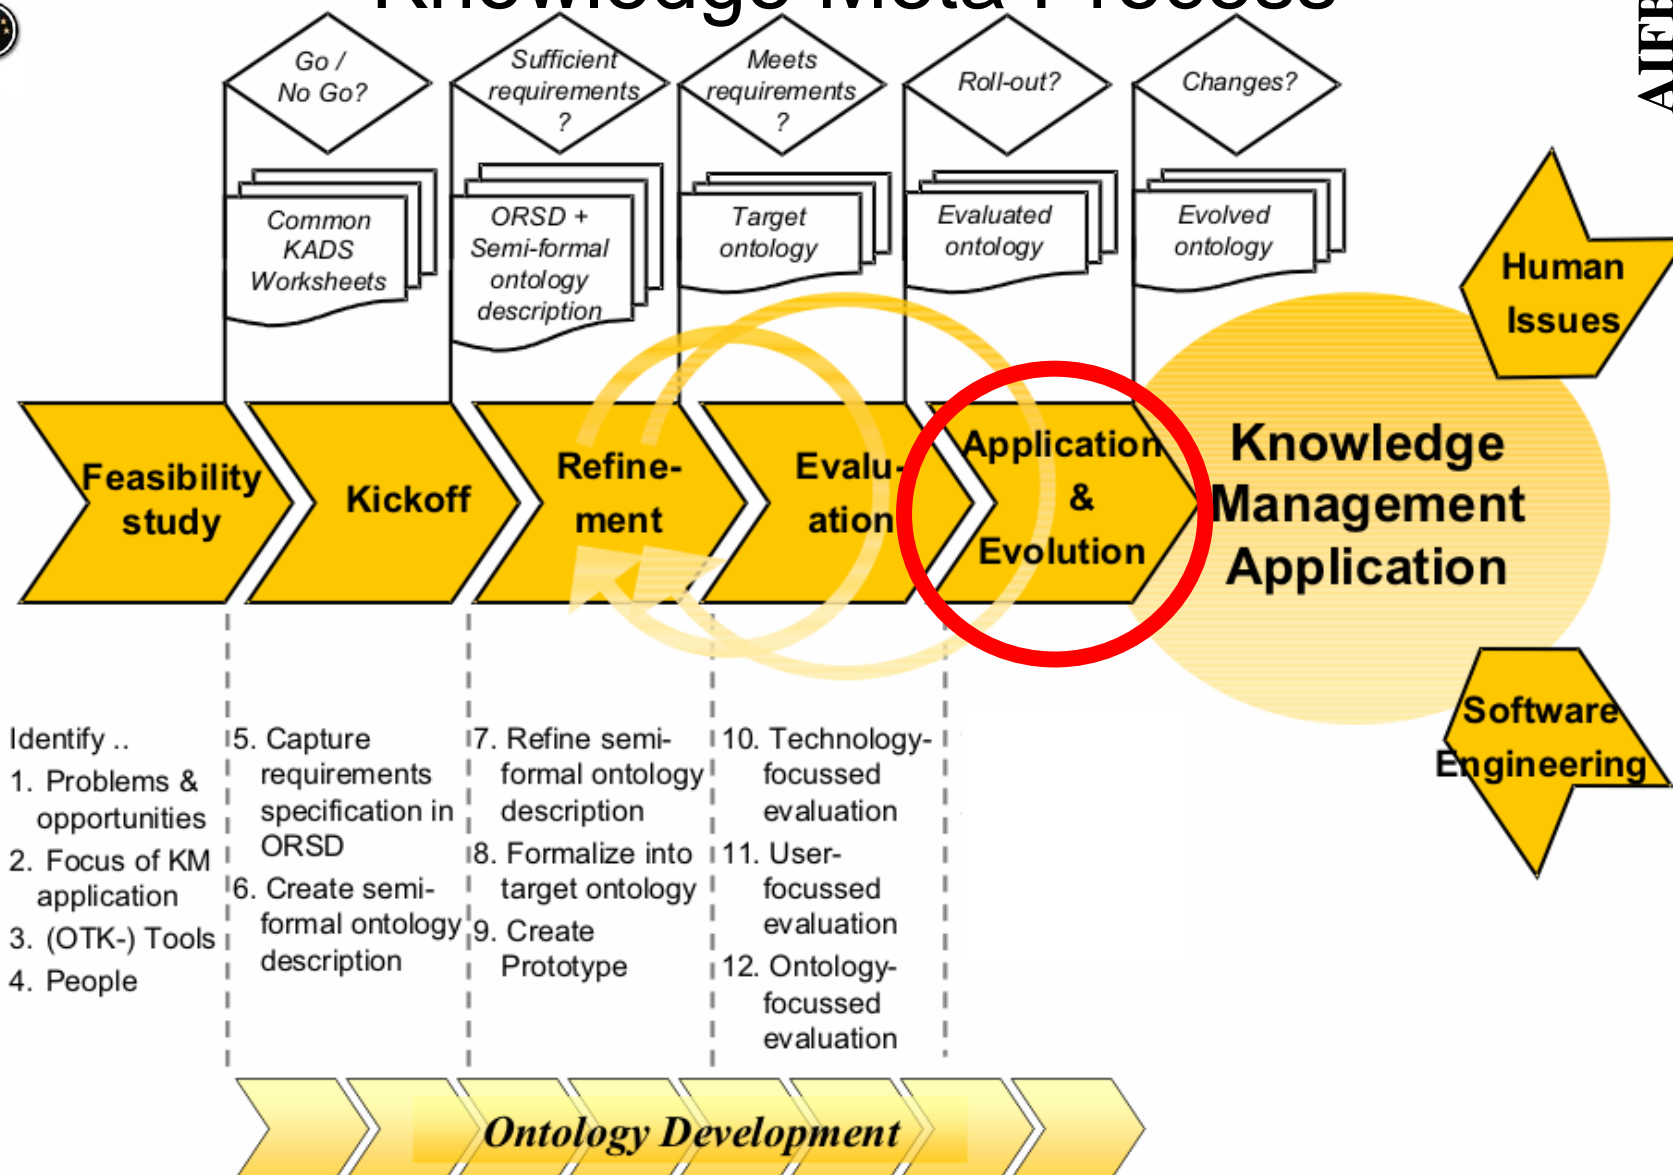 Knowledge Meta Process
AIFB
Go /
No Go?
Sufficient
requirements
?
Meets
requirements
?
Roll-out?
Changes?
Common
KADS
Worksheets
ORSD +
Semi-formal
ontology
description
Target
ontology
Evaluated
ontology
Evolved
ontology
Human
Issues
Feasibility
study
Kickoff
Refine-
ment
Evalu-
ation
Application
&
Evolution
Knowledge
Management
Application
Software
Engineering
Identify ..
1. Problems &
opportunities
2. Focus of KM
application
3. (OTK-) Tools
4. People
5. Capture
requirements
specification in
ORSD
6. Create semi-
formal ontology
description
7. Refine semi-
formal ontology
description
8. Formalize into
target ontology
9. Create
Prototype
10. Technology-
focussed
evaluation
11. User-
focussed
evaluation
12. Ontology-
focussed
evaluation
Ontology Development